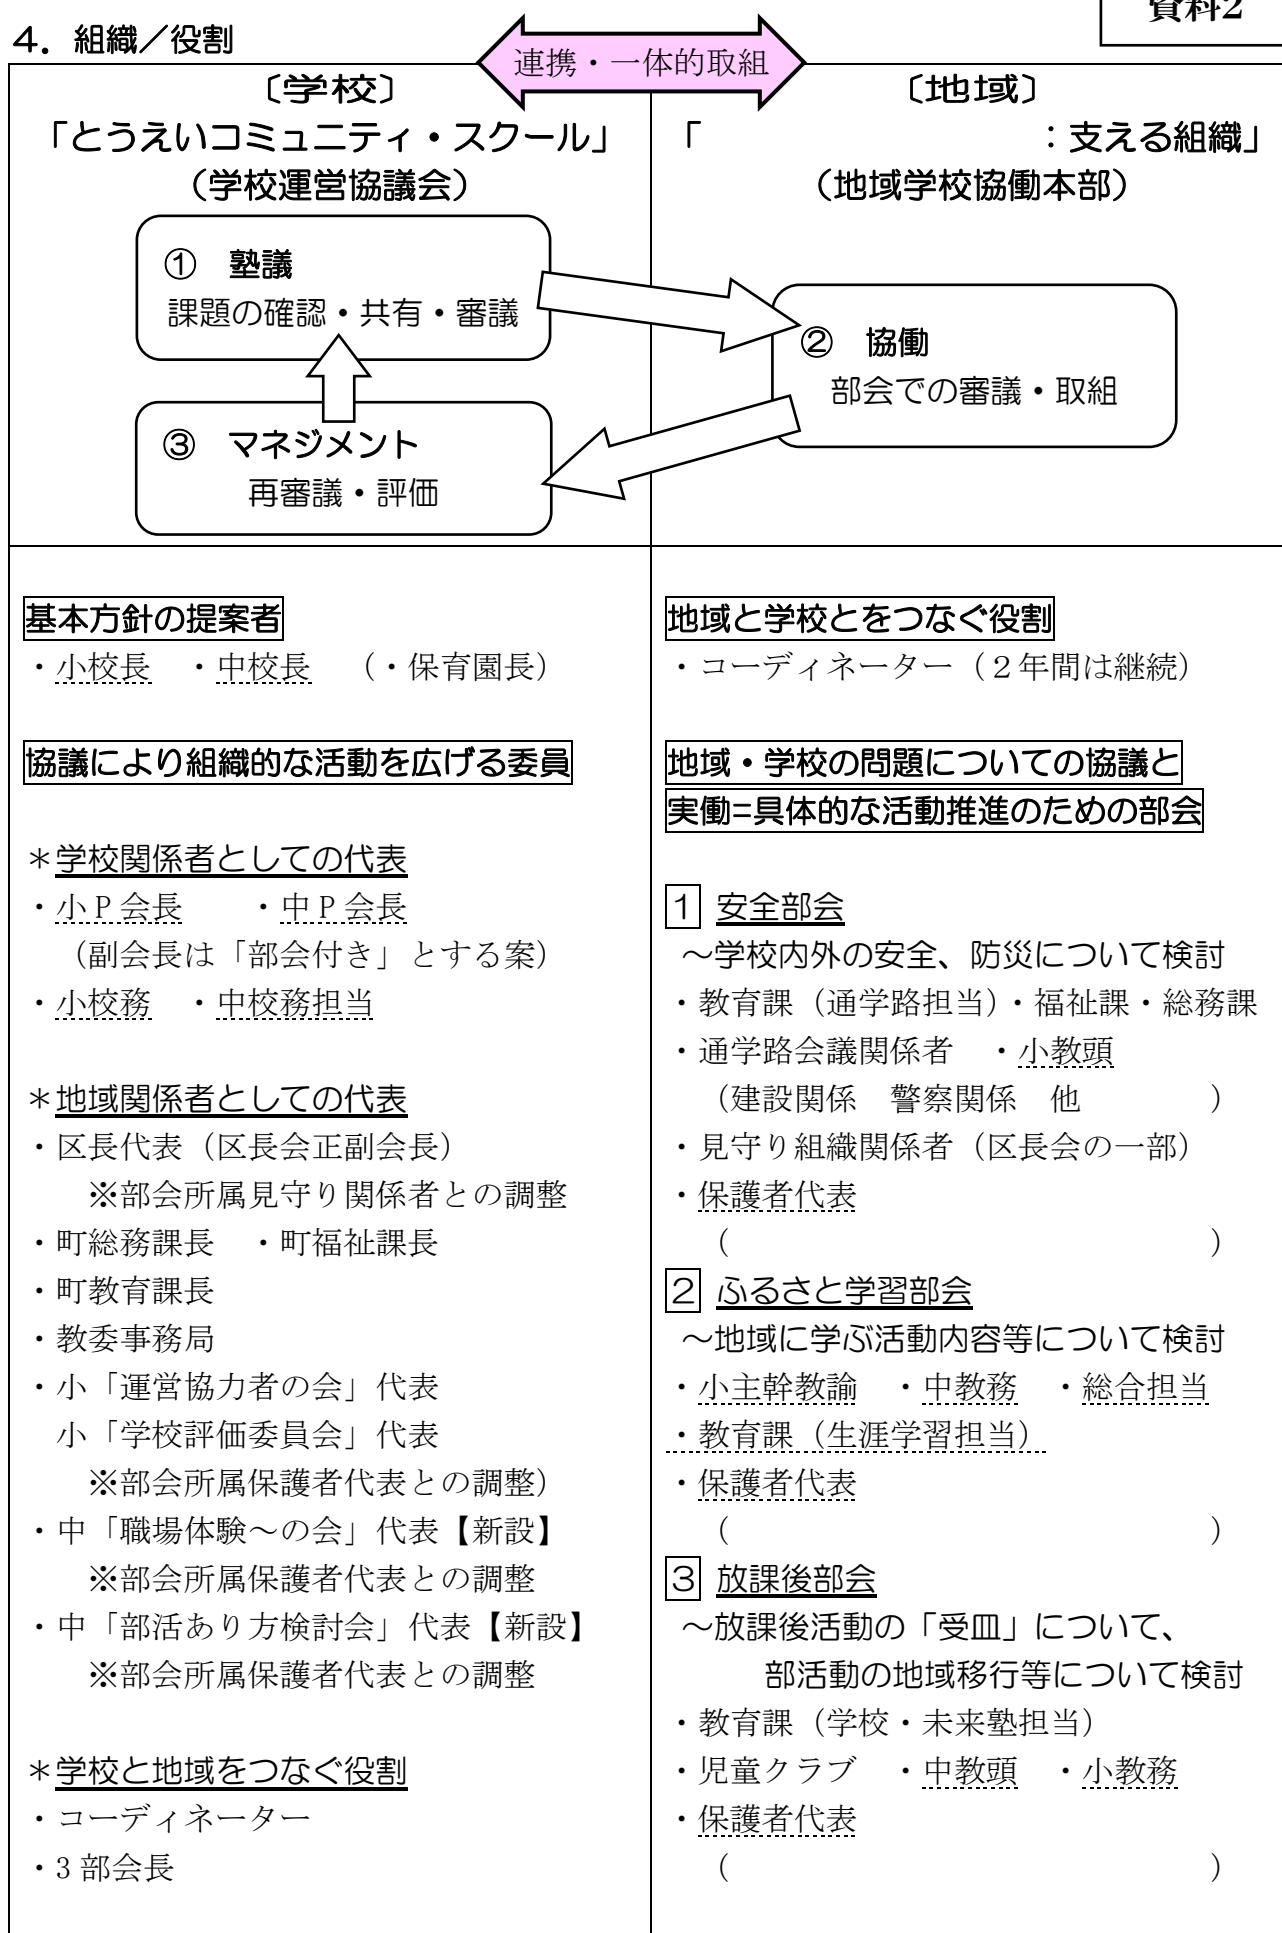 資料2
４．組織／役割
連携・一体的取組
〔学校〕
「とうえいコミュニティ・スクール」
（学校運営協議会）
① 塾議
課題の確認・共有・審議
③ マネジメント
再審議・評価
〔地域〕
「　　　　　　　　　　：支える組織」
（地域学校協働本部）
② 協働
部会での審議・取組
基本方針の提案者
・小校長　・中校長　（・保育園長）
協議により組織的な活動を広げる委員
＊学校関係者としての代表
・小P会長　　・中P会長
（副会長は「部会付き」とする案）
・小校務　・中校務担当
＊地域関係者としての代表
・区長代表（区長会正副会長）
※部会所属見守り関係者との調整
・町総務課長　・町福祉課長
・町教育課長
・教委事務局
・小「運営協力者の会」代表
小「学校評価委員会」代表
※部会所属保護者代表との調整）
・中「職場体験～の会」代表【新設】
※部会所属保護者代表との調整
・中「部活あり方検討会」代表【新設】
※部会所属保護者代表との調整
＊学校と地域をつなぐ役割
・コーディネーター
・3部会長
地域と学校とをつなぐ役割
・コーディネーター（２年間は継続）
地域・学校の問題についての協議と
実働=具体的な活動推進のための部会
1 安全部会
～学校内外の安全、防災について検討
・教育課（通学路担当）・福祉課・総務課
・通学路会議関係者　・小教頭
（建設関係　警察関係　他　　　　）
・見守り組織関係者（区長会の一部）
・保護者代表
（　　　　　　　　　　　　　　　）
2 ふるさと学習部会
～地域に学ぶ活動内容等について検討
・小主幹教諭　・中教務　・総合担当
・教育課（生涯学習担当）
・保護者代表
（　　　　　　　　　　　　　　　）
3 放課後部会
～放課後活動の「受皿」について、
部活動の地域移行等について検討
・教育課（学校・未来塾担当）
・児童クラブ　・中教頭　・小教務
・保護者代表
（　　　　　　　　　　　　　　　）